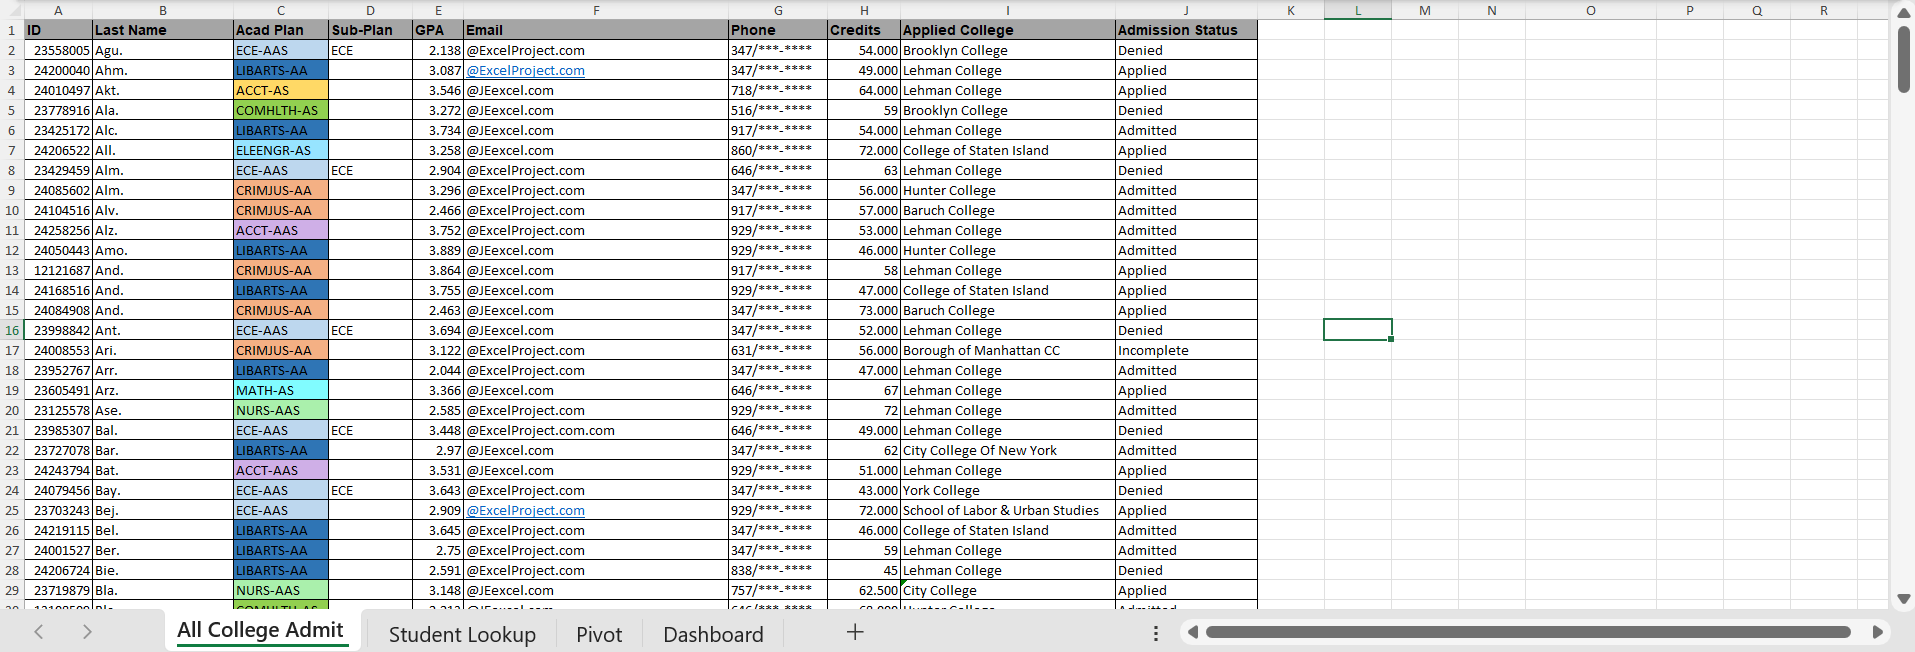 A B C D E F G H I J K L M N O P Q R
1 ID Last Name Acad Plan Sub-Plan GPA Email Phone Credits Applied College Admission Status
2 23558005 Agu. ECE-AAS ECE 2.138 @ExcelProject.com 347/***-**** 54.000 Brooklyn College Denied
3 24200040 Ahm. LIBARTS-AA 3.087 @ExcelProject.com 347/***-**** 49.000 Lehman College Applied
4 24010497 Akt. ACCT-AS 3.546 @JEexcel.com 718/***-**** 64.000 Lehman College Applied
5 23778916 Ala. COMHLTH-AS 3.272 @JEexcel.com 516/***-**** 59 Brooklyn College Denied
6 23425172 Alc. LIBARTS-AA 3.734 @JEexcel.com 917/***-**** 54.000 Lehman College Admitted
7 24206522 All. ELEENGR-AS 3.258 @JEexcel.com 860/***-**** 72.000 College of Staten Island Applied
8 23429459 Alm. ECE-AAS ECE 2.904 @ExcelProject.com 646/***-**** 63 Lehman College Denied
9 24085602 Alm. CRIMJUS-AA 3.296 @ExcelProject.com 347/***-**** 56.000 Hunter College Admitted
10 24104516 Alv. CRIMJUS-AA 2.466 @ExcelProject.com 917/***-**** 57.000 Baruch College Admitted
11 24258256 Alz. ACCT-AAS 3.752 @ExcelProject.com 929/***-**** 53.000 Lehman College Admitted
12 24050443 Amo. LIBARTS-AA 3.889 @JEexcel.com 929/***-**** 46.000 Hunter College Admitted
13 12121687 And. CRIMJUS-AA 3.864 @JEexcel.com 917/***-**** 58 Lehman College Applied
14 24168516 And. LIBARTS-AA 3.755 @JEexcel.com 929/***-**** 47.000 College of Staten Island Applied
15 24084908 And. CRIMJUS-AA 2.463 @JEexcel.com 347/***-**** 73.000 Baruch College Applied
16 23998842 Ant. ECE-AAS ECE 3.694 @ExcelProject.com 347/***-**** 52.000 Lehman College Denied
17 24008553 Ari. CRIMJUS-AA 3.122 @ExcelProject.com 631/***-**** 56.000 Borough of Manhattan CC Incomplete
18 23952767 Arr. LIBARTS-AA 2.044 @ExcelProject.com 347/***-**** 47.000 Lehman College Admitted
19 23605491 Arz. MATH-AS 3.366 @JEexcel.com 646/***-**** 67 Lehman College Applied
20 23125578 Ase. NURS-AAS 2.585 @ExcelProject.com 929/***-**** 72 Lehman College Admitted
21 23985307 Bal. ECE-AAS ECE 3.448 @ExcelProject.com.com 646/***-**** 49.000 Lehman College Denied
22 23727078 Bar. LIBARTS-AA 2.97 @JEexcel.com 347/***-**** 62 City College Of New York Admitted
23 24243794 Bat. ACCT-AAS 3.531 @JEexcel.com 929/***-**** 51.000 Lehman College Applied
24 24079456 Bay. ECE-AAS ECE 3.643 @ExcelProject.com 347/***-**** 43.000 York College Denied
25 23703243 Bej. ECE-AAS 2.909 @ExcelProject.com 929/***-**** 72.000 School of Labor & Urban Studies Applied
26 24219115 Bel. LIBARTS-AA 3.645 @ExcelProject.com 347/***-**** 46.000 College of Staten Island Admitted
27 24001527 Ber. LIBARTS-AA 2.75 @ExcelProject.com 347/***-**** 59 Lehman College Admitted
28 24206724 Bie. LIBARTS-AA 2.591 @ExcelProject.com 838/***-**** 45 Lehman College Denied
29 23719879 Bla. NURS-AAS 3.148 @JEexcel.com 757/***-**** 62.500 City College Applied
All College Admit Student Lookup Pivot Dashboard